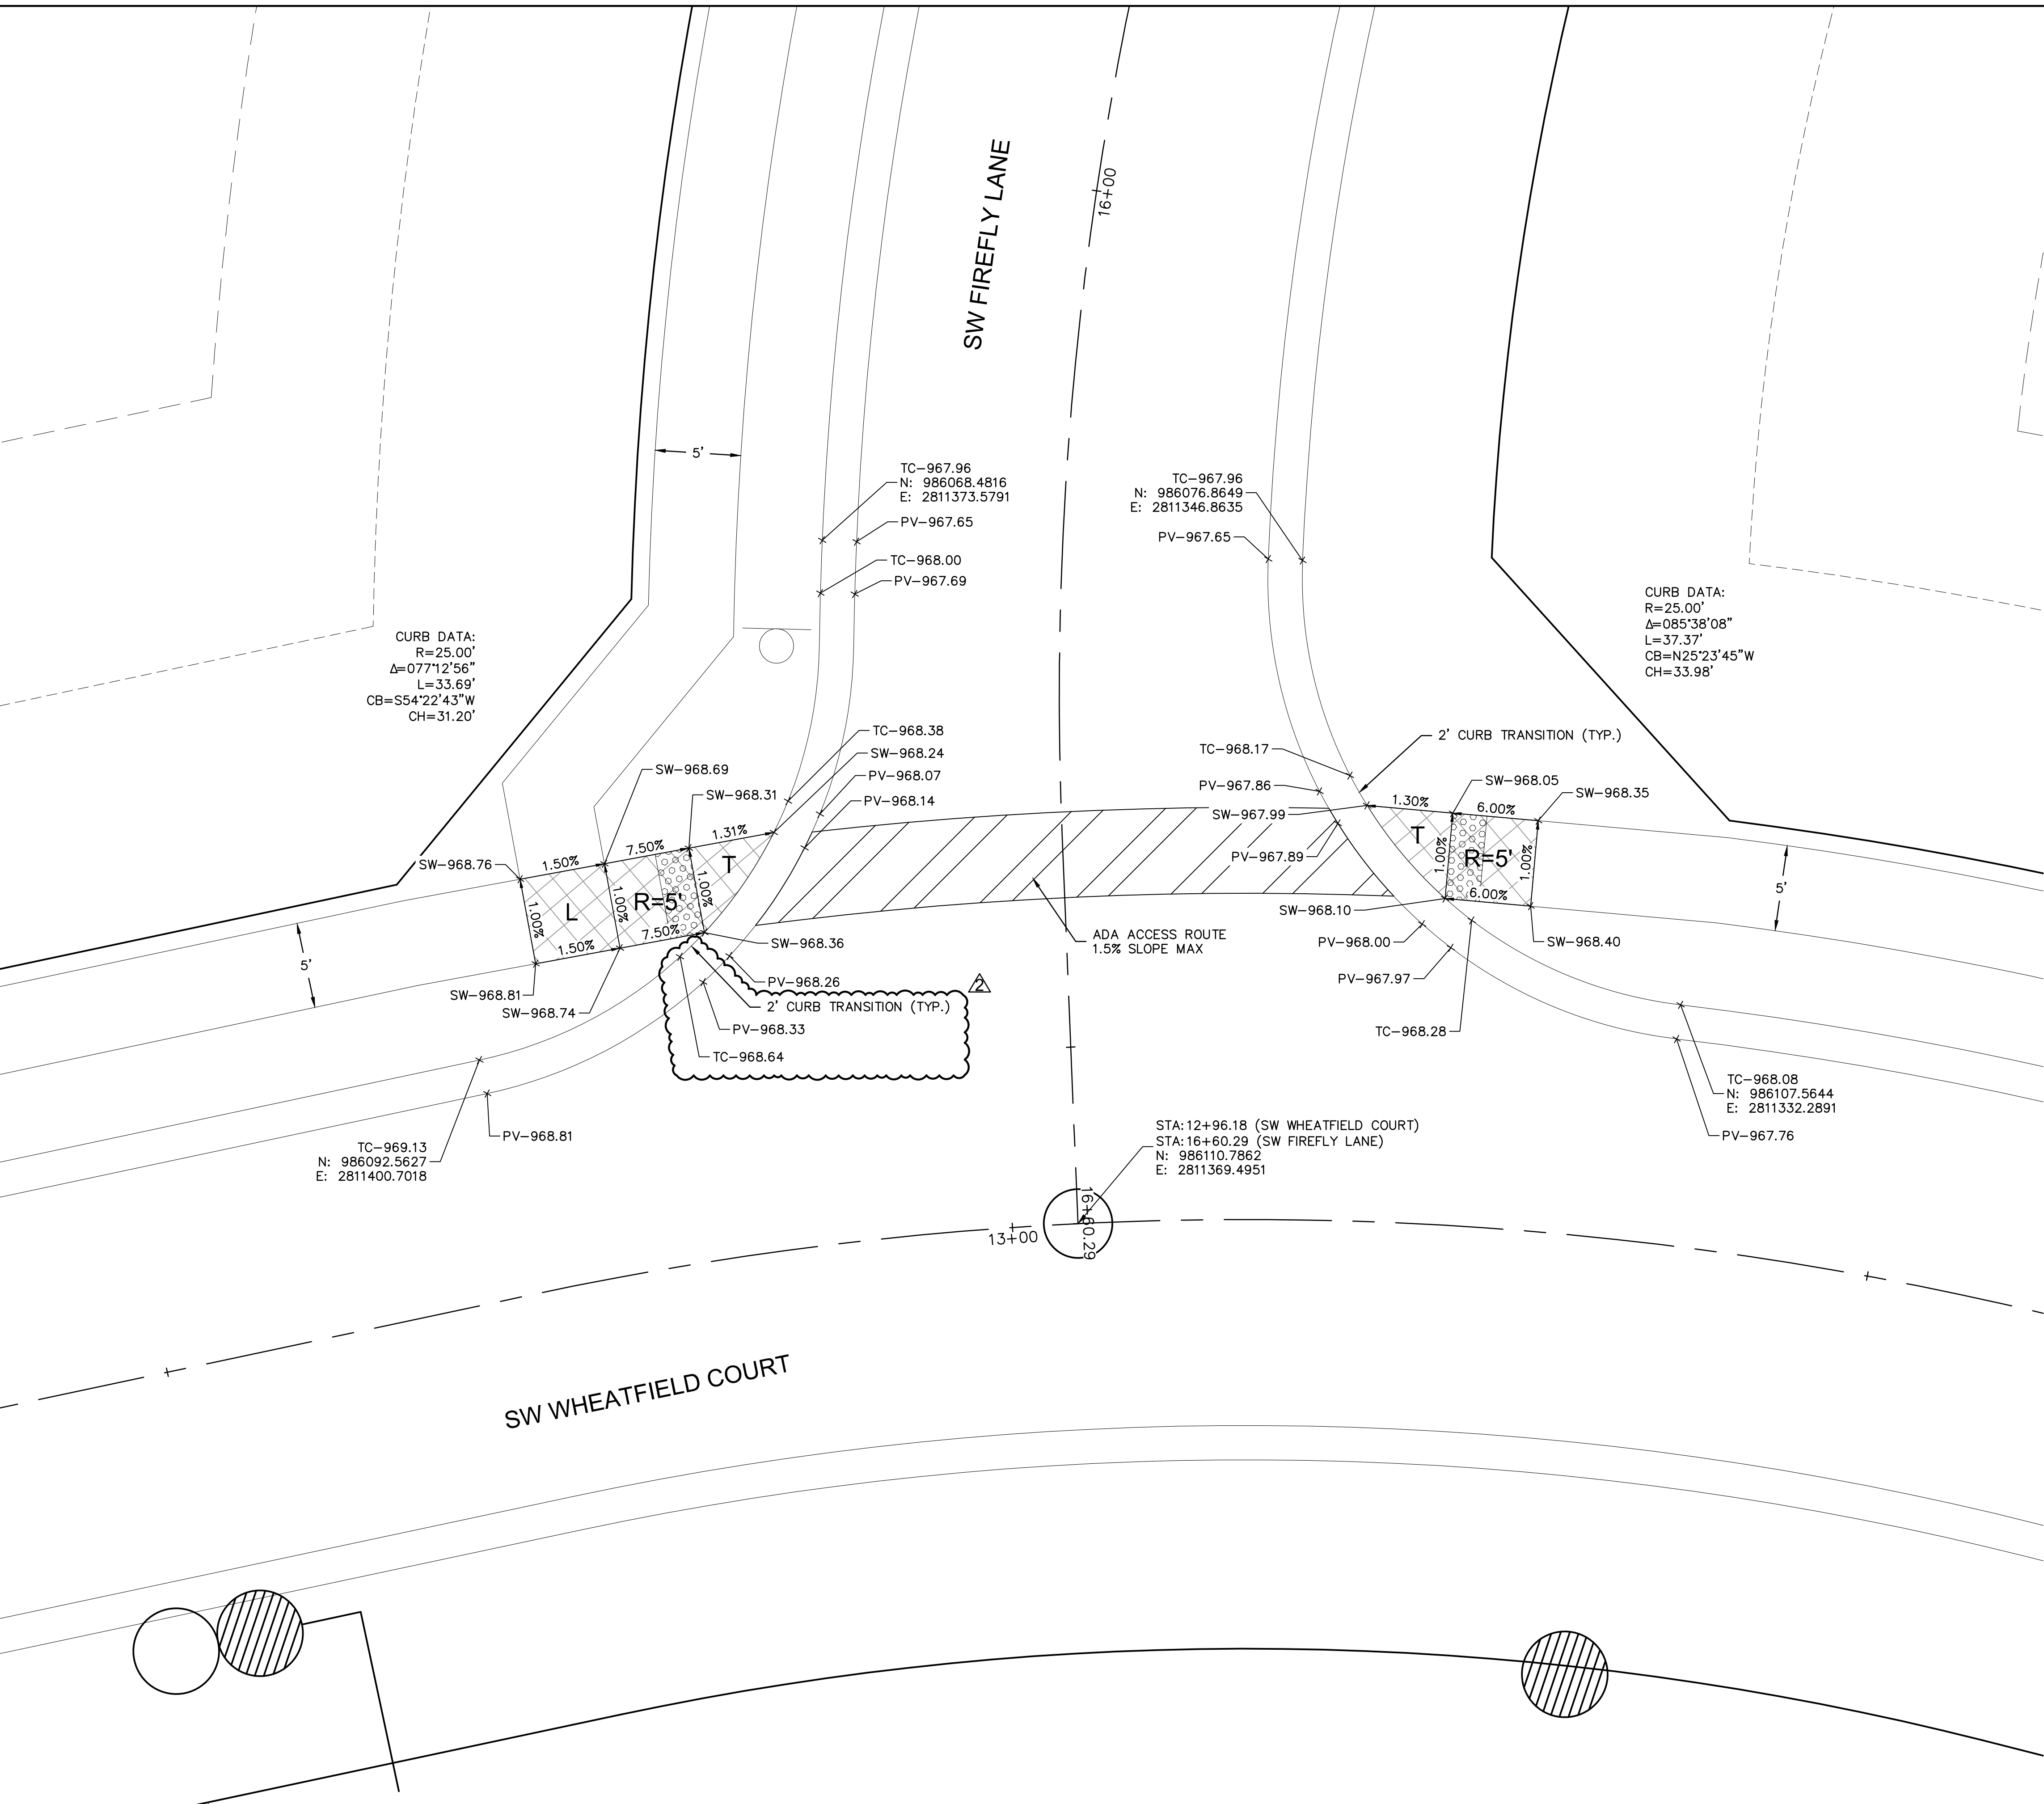 SW FIREFLY LANE
16+00
5'
TC-967.96
N: 986068.4816
E: 2811373.5791
PV-967.65
TC-968.00
PV-967.69
TC-967.96
N: 986076.8649
E: 2811346.8635
PV-967.65
CURB DATA:
R=25.00'
Δ=077°12'56"
L=33.69'
CB=S54°22'43"W
CH=31.20'
CURB DATA:
R=25.00'
Δ=085°38'08"
L=37.37'
CB=N25°23'45"W
CH=33.98'
TC-968.38
SW-968.24
PV-968.07
PV-968.14
SW-968.69
SW-968.31
SW-968.76
1.50%
7.50%
1.31%
T
1.00%
L
1.00%
R=5'
1.00%
1.50%
7.50%
SW-968.36
5'
SW-968.81
SW-968.74
PV-968.26
2
2' CURB TRANSITION (TYP.)
PV-968.33
TC-968.64
TC-968.17
2' CURB TRANSITION (TYP.)
PV-967.86
SW-967.99
PV-967.89
SW-968.05
SW-968.35
1.30%
6.00%
T
1.00%
R=5'
1.00%
6.00%
5'
SW-968.10
SW-968.40
PV-968.00
PV-967.97
TC-968.28
ADA ACCESS ROUTE
1.5% SLOPE MAX
TC-968.08
N: 986107.5644
E: 2811332.2891
PV-967.76
PV-968.81
TC-969.13
N: 986092.5627
E: 2811400.7018
STA:12+96.18 (SW WHEATFIELD COURT)
STA:16+60.29 (SW FIREFLY LANE)
N: 986110.7862
E: 2811369.4951
16+60.29
13+00
SW WHEATFIELD COURT